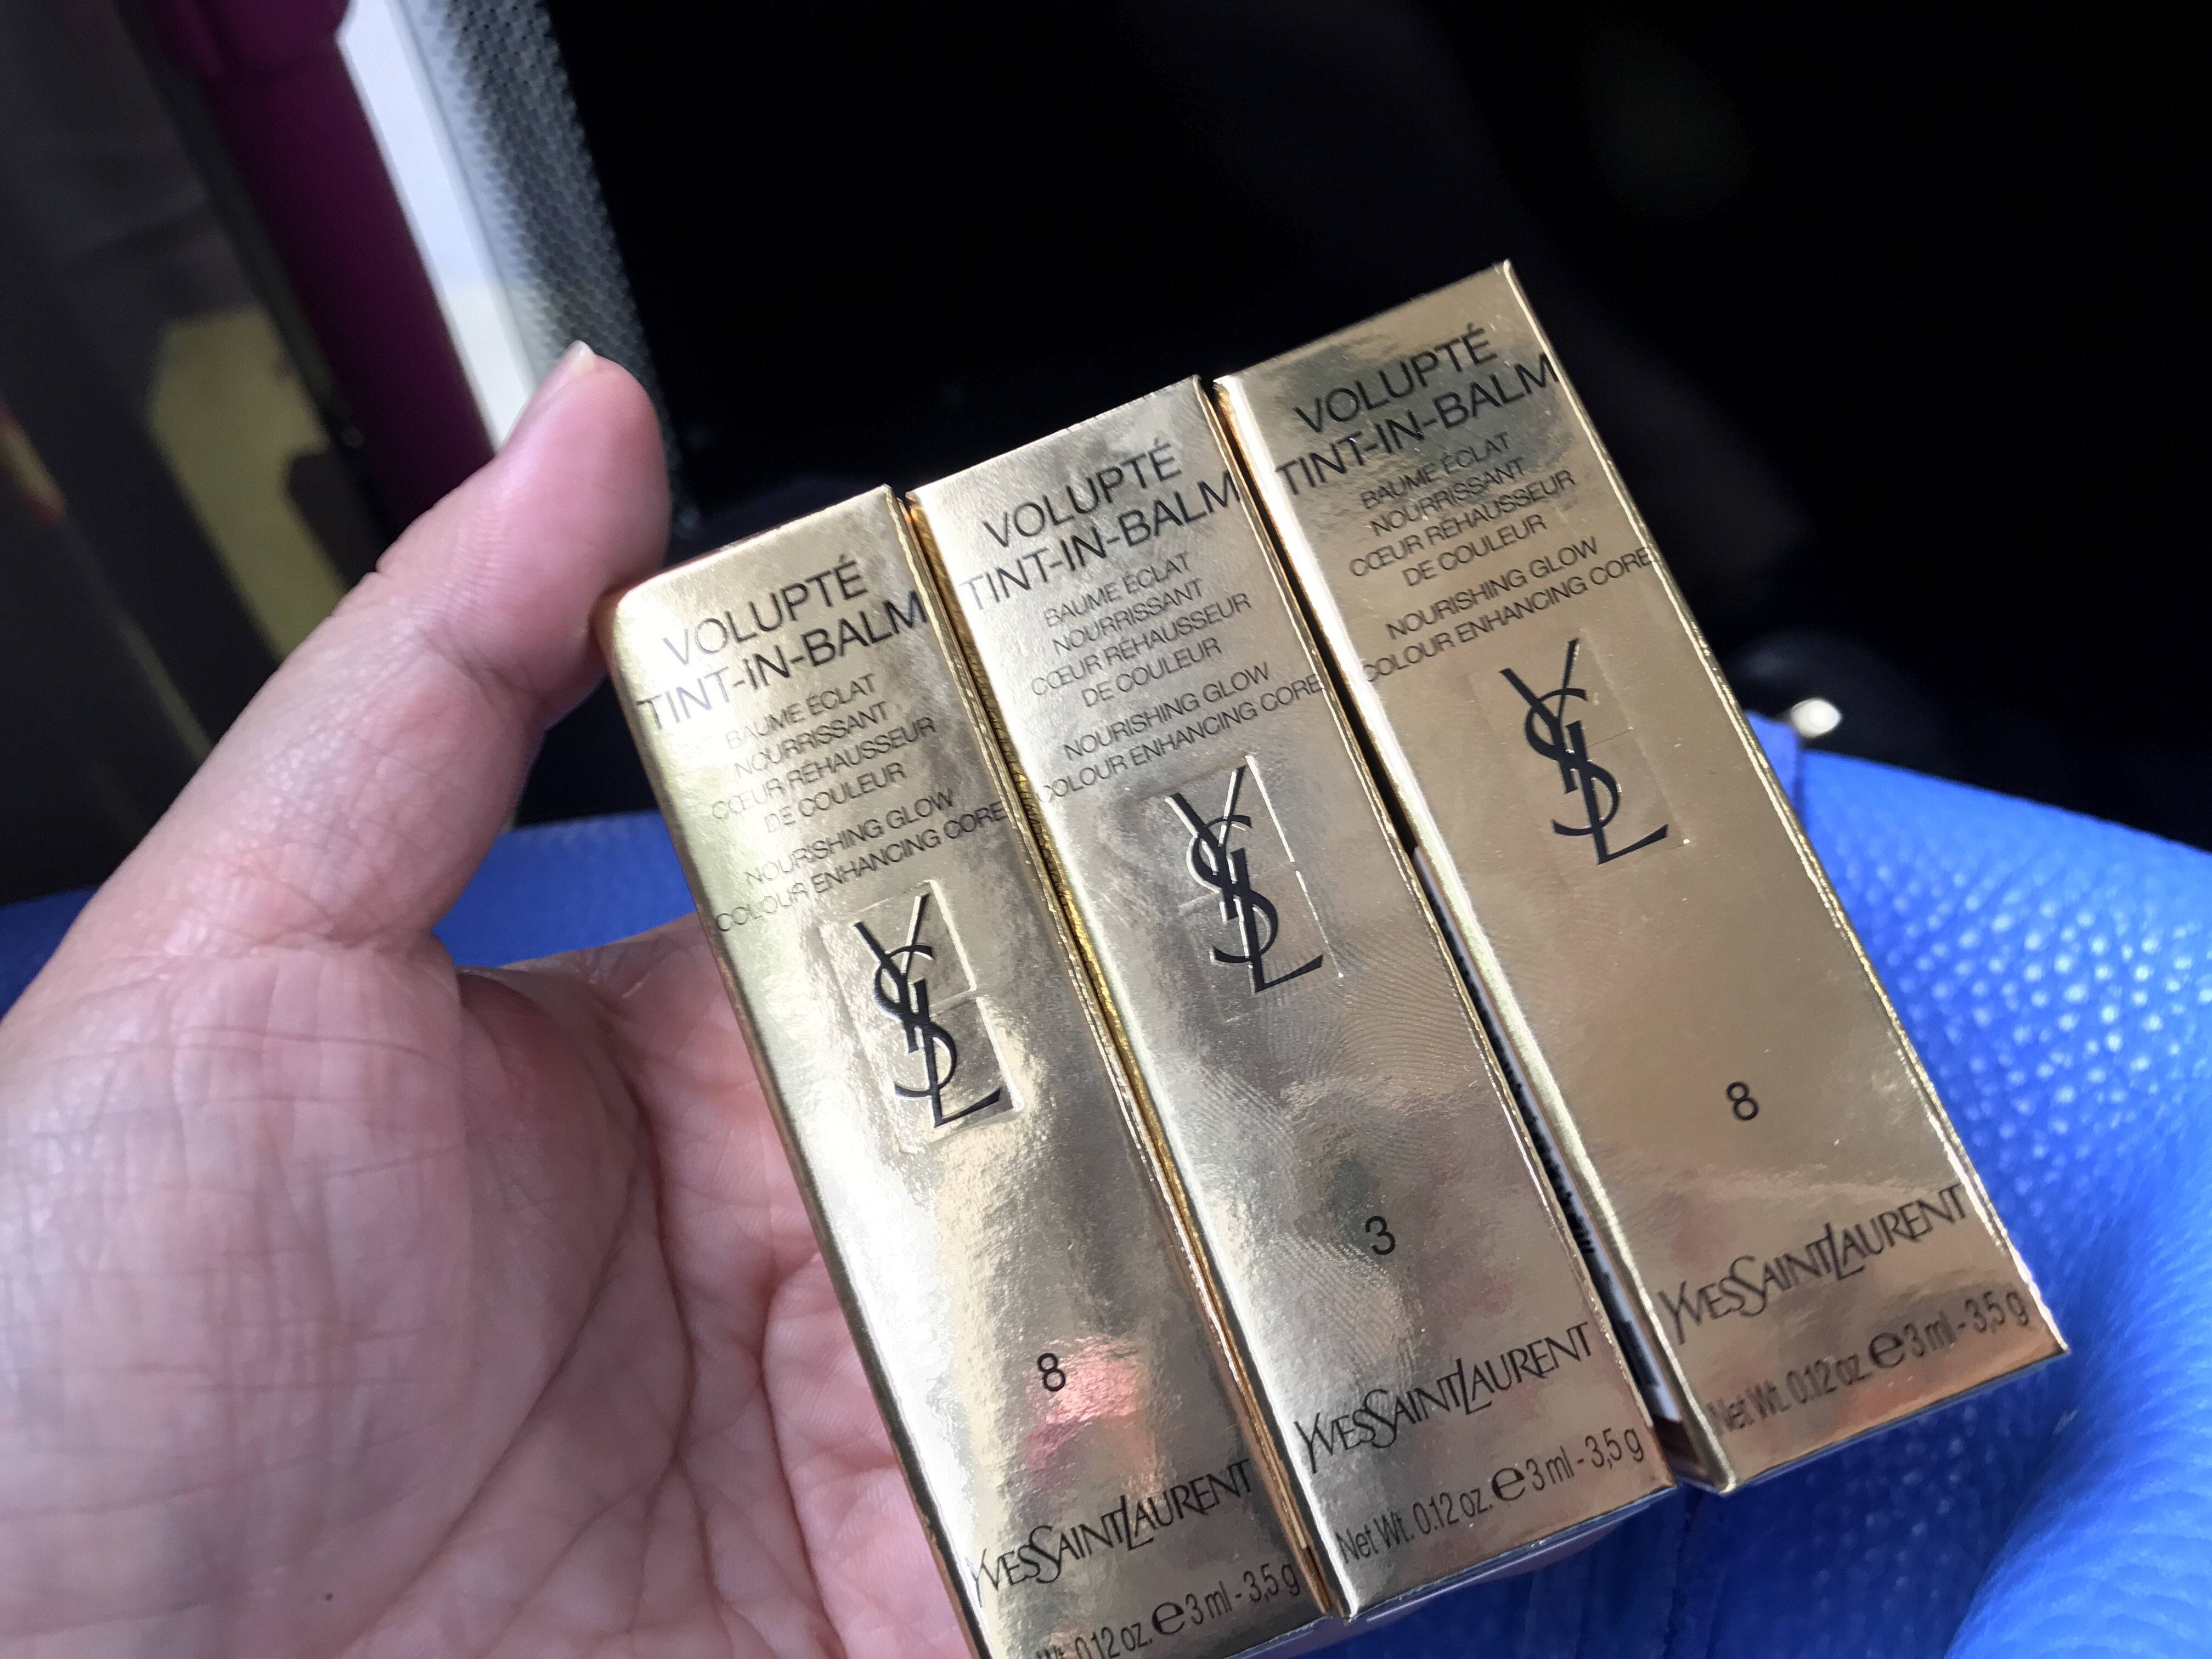 VOLUPTÉ
TINT-IN-BALM
BAUME ÉCLAT
NOURRISSANT
CŒUR RÉHAUSSEUR
DE COULEUR
NOURISHING GLOW
COLOUR ENHANCING CORE
YSL
8
YVESSAINTLAURENT
0.12 oz. ℮ 3 ml - 3,5 g
VOLUPTÉ
TINT-IN-BALM
BAUME ÉCLAT
NOURRISSANT
CŒUR RÉHAUSSEUR
DE COULEUR
NOURISHING GLOW
COLOUR ENHANCING CORE
YSL
3
YVESSAINTLAURENT
Net Wt. 0.12 oz. ℮ 3 ml - 3,5 g
VOLUPTÉ
TINT-IN-BALM
BAUME ÉCLAT
NOURRISSANT
CŒUR RÉHAUSSEUR
DE COULEUR
NOURISHING GLOW
COLOUR ENHANCING CORE
YSL
8
YVESSAINTLAURENT
Net Wt. 0.12 oz. ℮ 3 ml - 3,5 g